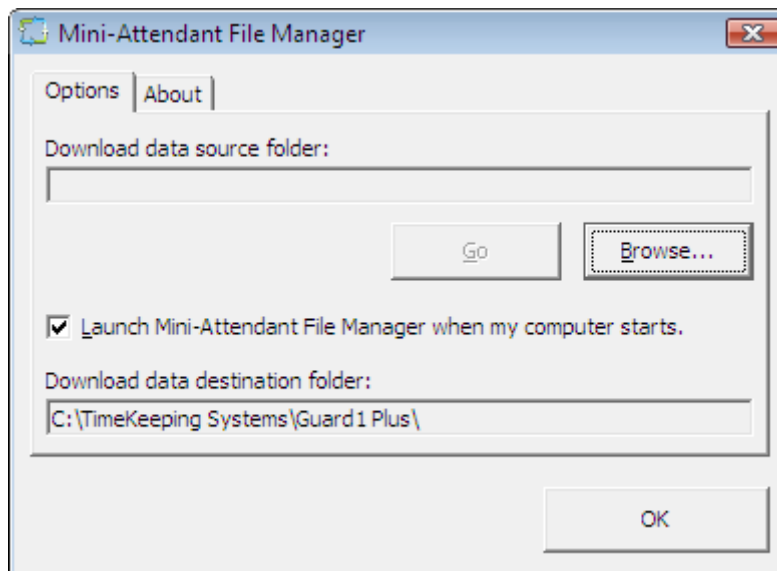 Mini-Attendant File Manager
Options About
Download data source folder:
Go Browse...
Launch Mini-Attendant File Manager when my computer starts.
Download data destination folder:
C:\TimeKeeping Systems\Guard1 Plus\
OK